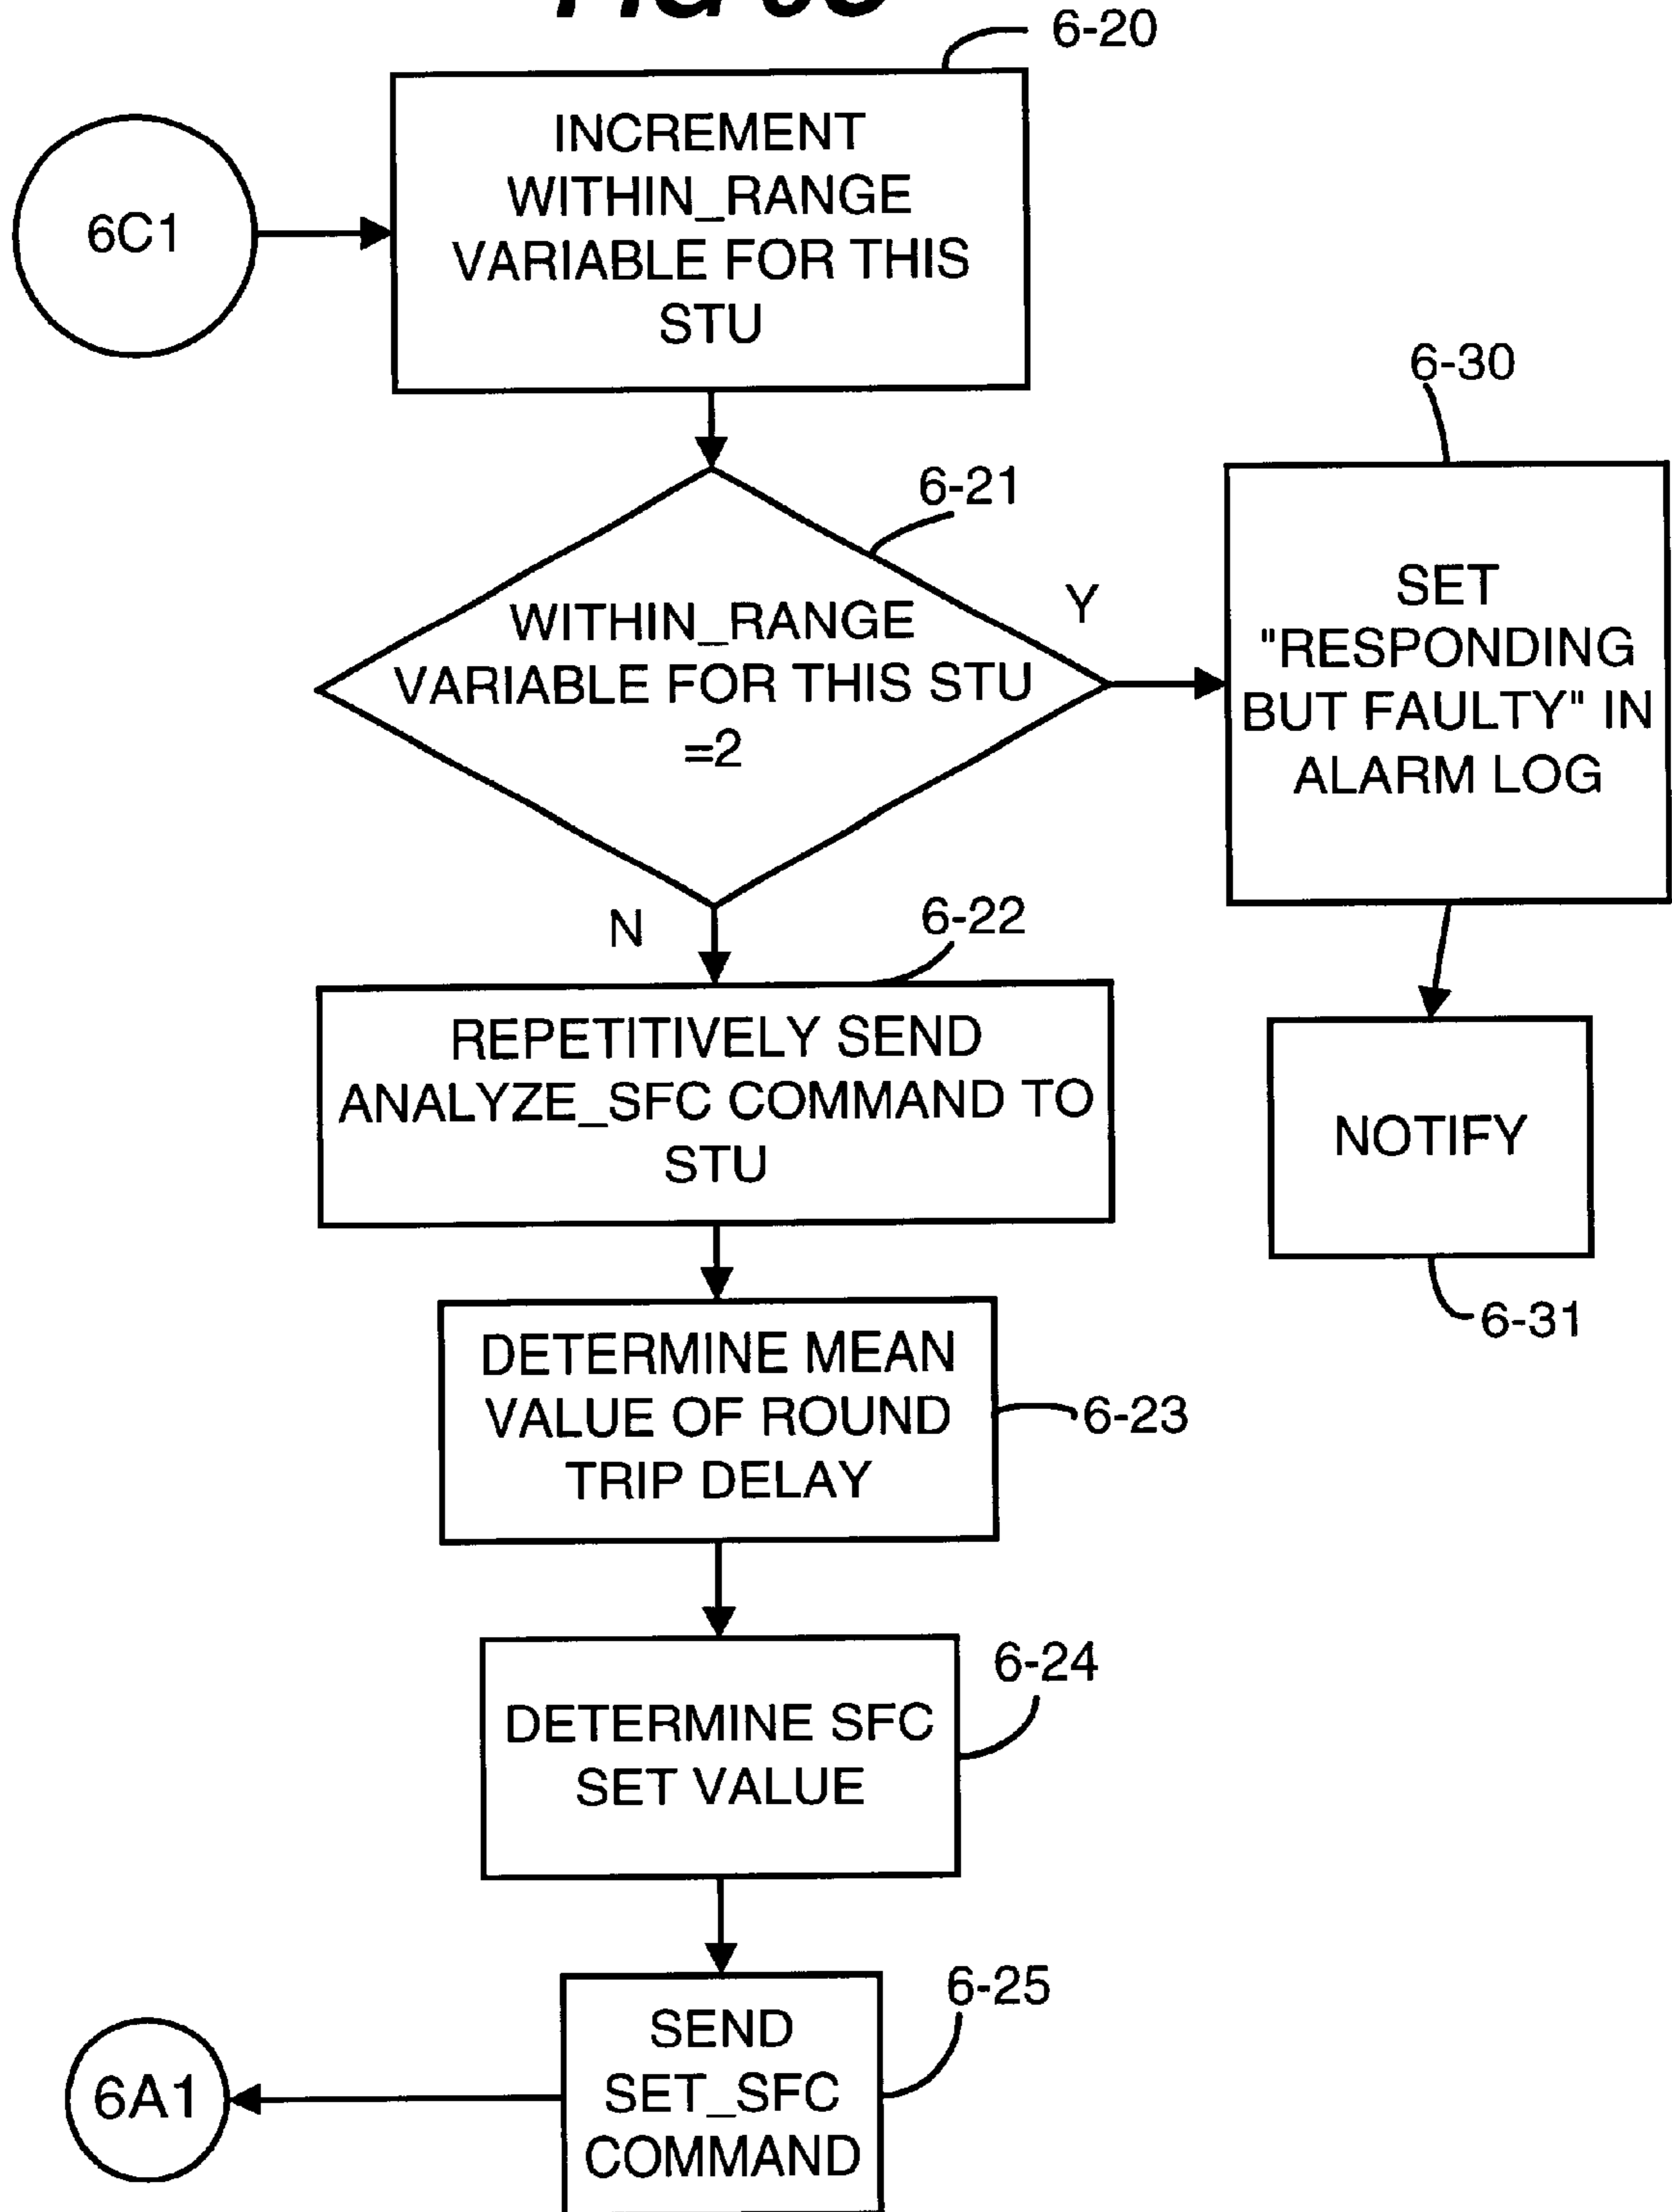 6-20
6C1
INCREMENT
WITHIN_RANGE
VARIABLE FOR THIS
STU
6-30
6-21
Y
WITHIN_RANGE
VARIABLE FOR THIS STU
=2
SET
"RESPONDING
BUT FAULTY" IN
ALARM LOG
N
6-22
REPETITIVELY SEND
ANALYZE_SFC COMMAND TO
STU
NOTIFY
6-31
DETERMINE MEAN
VALUE OF ROUND
TRIP DELAY
6-23
6-24
DETERMINE SFC
SET VALUE
6-25
SEND
SET_SFC
COMMAND
6A1